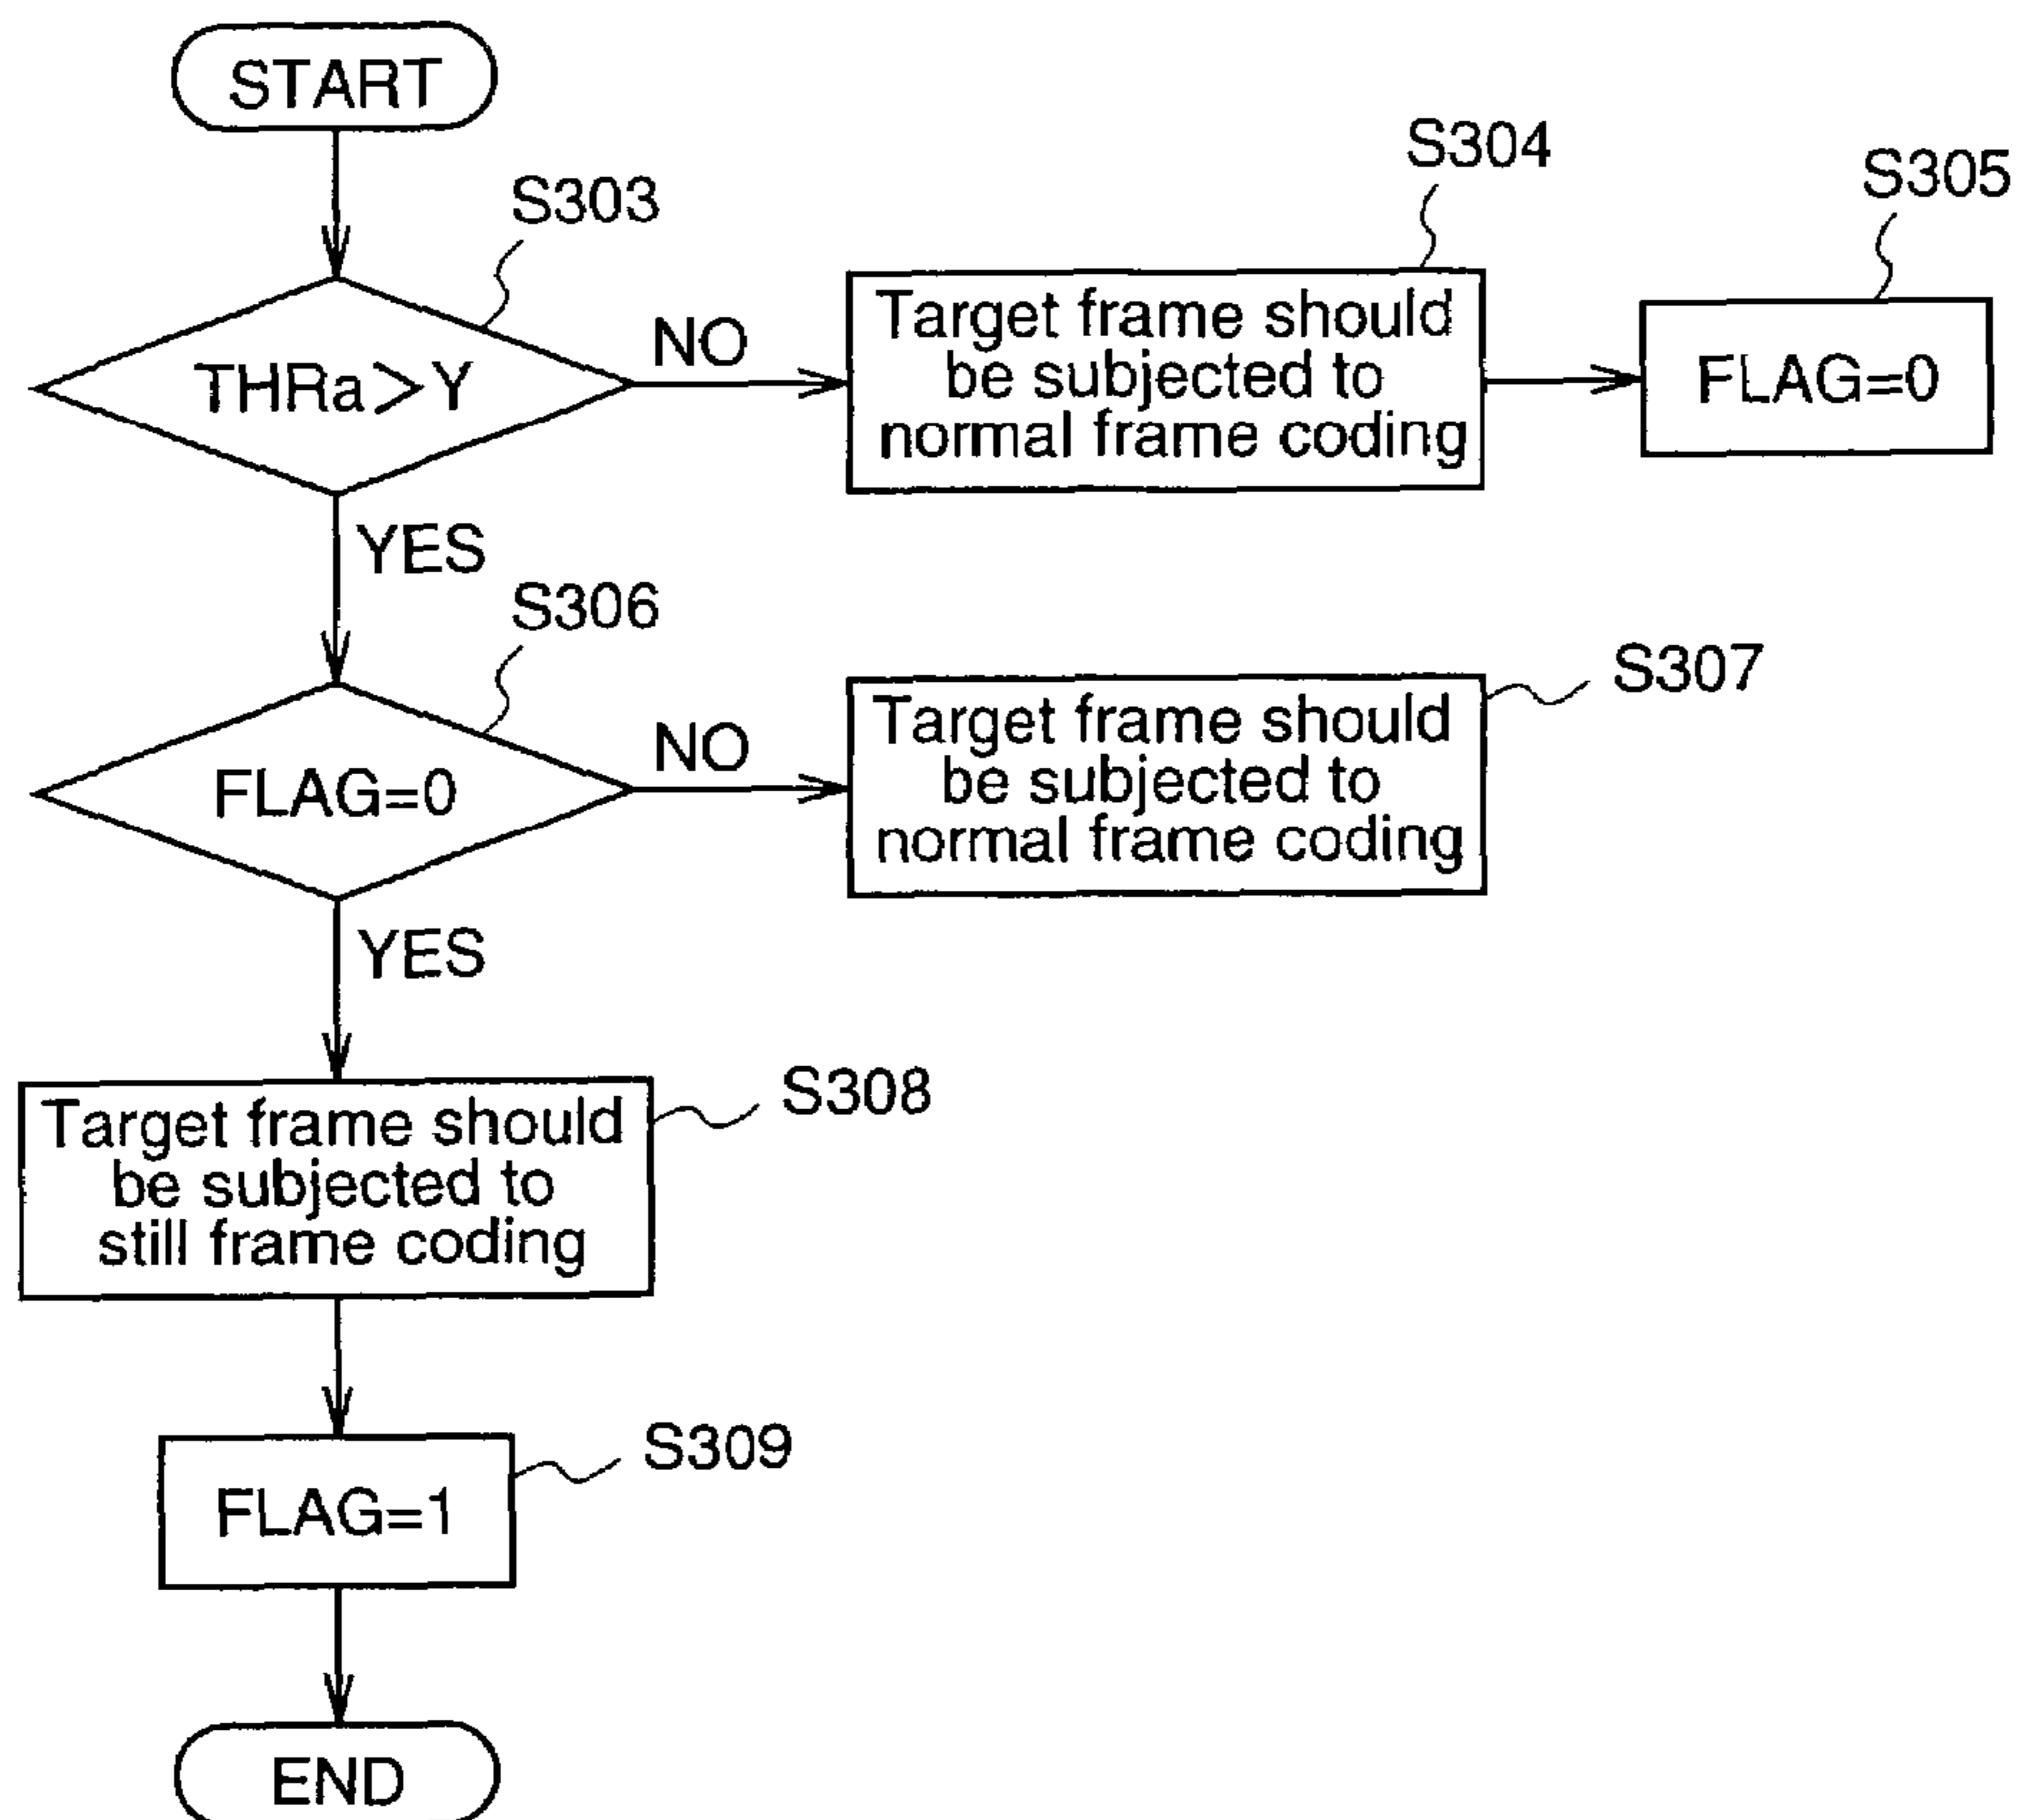 START
S303
THRa>Y
NO
S304
Target frame should
be subjected to
normal frame coding
S305
FLAG=0
YES
S306
FLAG=0
NO
S307
Target frame should
be subjected to
normal frame coding
YES
S308
Target frame should
be subjected to
still frame coding
S309
FLAG=1
END